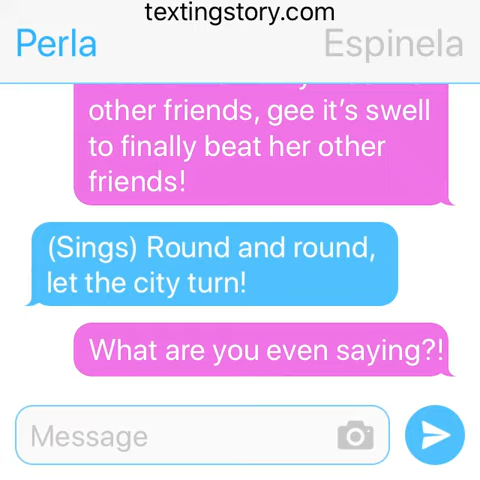 textingstory.com
Perla
Espinela
other friends, gee it’s swell
to finally beat her other
friends!
(Sings) Round and round,
let the city turn!
What are you even saying?!
Message